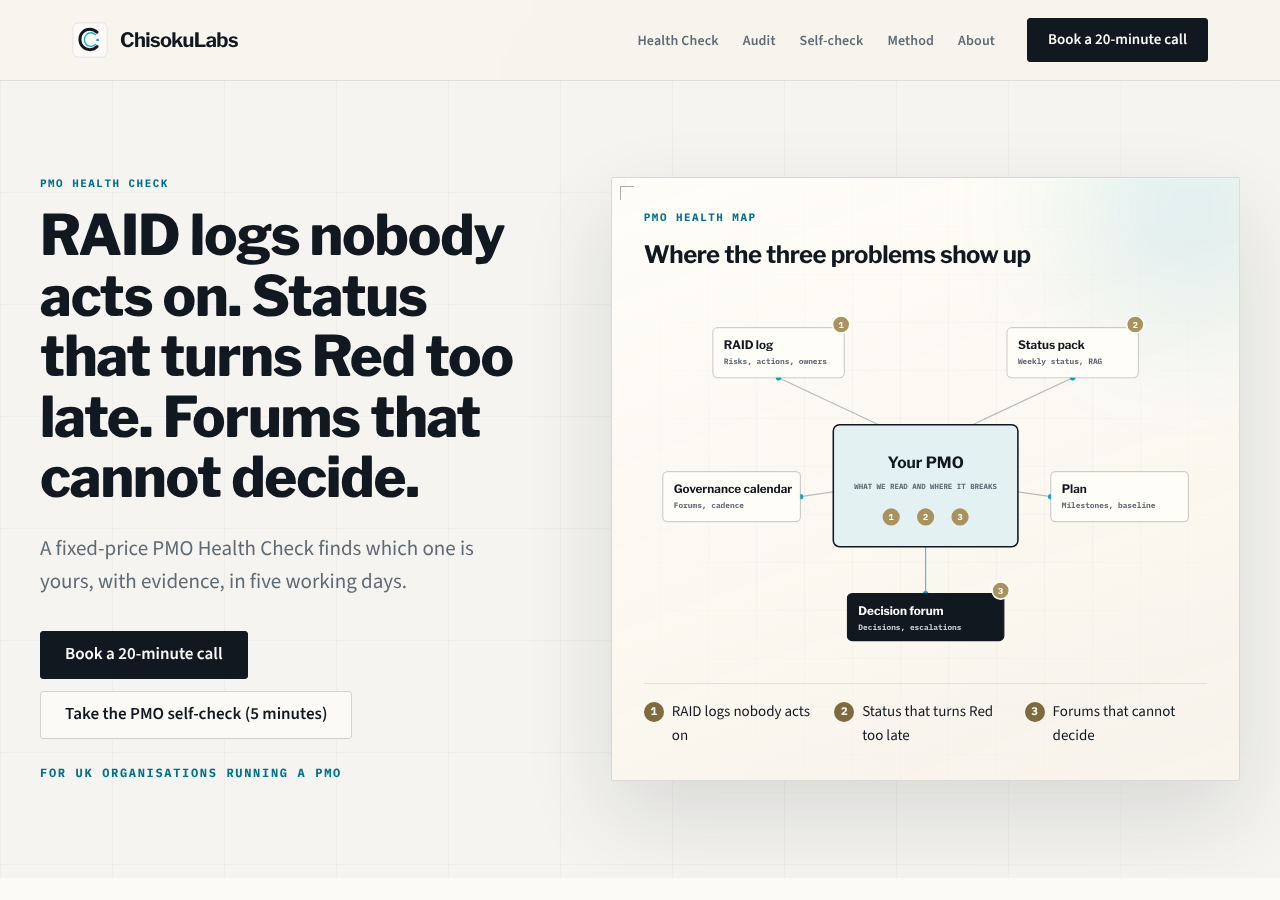 ChisokuLabs
Health Check
Audit
Self-check
Method
About
Book a 20-minute call
PMO HEALTH CHECK
RAID logs nobody
acts on. Status
that turns Red too
late. Forums that
cannot decide.
A fixed-price PMO Health Check finds which one is
yours, with evidence, in five working days.
Book a 20-minute call
Take the PMO self-check (5 minutes)
FOR UK ORGANISATIONS RUNNING A PMO
PMO HEALTH MAP
Where the three problems show up
1
RAID log
Risks, actions, owners
2
Status pack
Weekly status, RAG
Your PMO
WHAT WE READ AND WHERE IT BREAKS
1 2 3
Governance calendar
Forums, cadence
Plan
Milestones, baseline
3
Decision forum
Decisions, escalations
1 RAID logs nobody acts
on
2 Status that turns Red
too late
3 Forums that cannot
decide